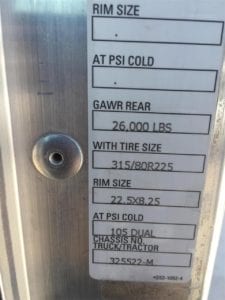 RIM SIZE
.
AT PSI COLD
.
GAWR REAR
26,000 LBS
WITH TIRE SIZE
315/80R225
RIM SIZE
22.5X8.25
AT PSI COLD
105 DUAL
CHASSIS NO.
TRUCK/TRACTOR
325522-M